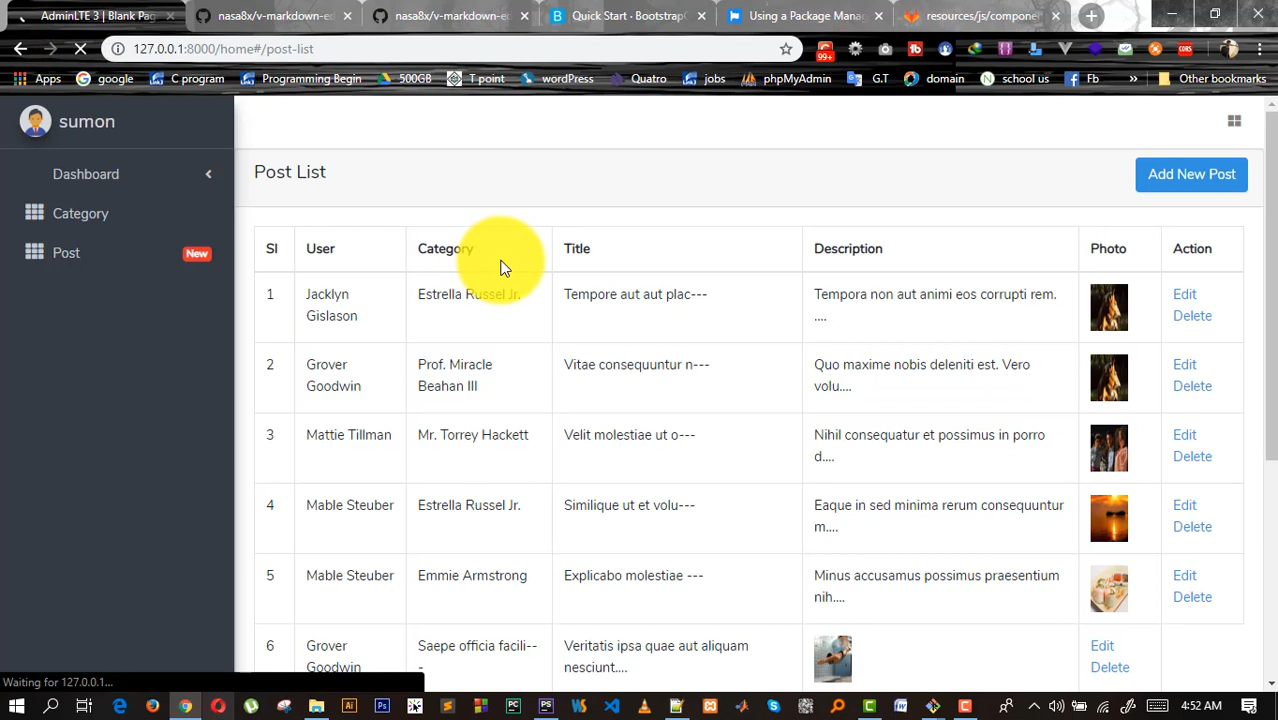 AdminLTE 3 | Blank Pag
nasa8x/v-markdown-ed
nasa8x/v-markdown-ed
Quick Start · Bootstrap
Using a Package Mana
resources/js/compone
127.0.0.1:8000/home#/post-list
99+
CORS
Apps
google
C program
Programming Begin
500GB
T point
wordPress
Quatro
jobs
phpMyAdmin
G.T
domain
school us
Fb
»
Other bookmarks
sumon
Dashboard
Category
Post
New
Post List
Add New Post
Sl User Category Title Description Photo Action
1 Jacklyn Estrella Russel Jr. Tempore aut aut plac--- Tempora non aut animi eos corrupti rem. Edit
Gislason .... Delete
2 Grover Prof. Miracle Vitae consequuntur n--- Quo maxime nobis deleniti est. Vero Edit
Goodwin Beahan III volu.... Delete
3 Mattie Tillman Mr. Torrey Hackett Velit molestiae ut o--- Nihil consequatur et possimus in porro Edit
d.... Delete
4 Mable Steuber Estrella Russel Jr. Similique ut et volu--- Eaque in sed minima rerum consequuntur Edit
m.... Delete
5 Mable Steuber Emmie Armstrong Explicabo molestiae --- Minus accusamus possimus praesentium Edit
nih.... Delete
6 Grover Saepe officia facili-- Veritatis ipsa quae aut aliquam Edit
Goodwin - nesciunt.... Delete
Waiting for 127.0.0.1...
4:52 AM